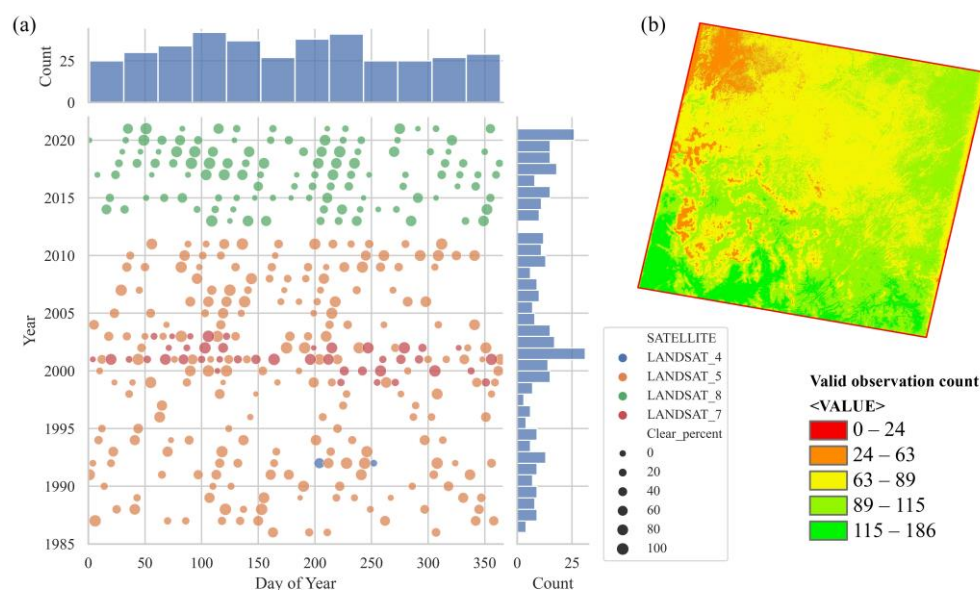 (a)
(b)
Count
25
0
2020
2015
2010
2005
2000
1995
1990
1985
Year
0 50 100 150 200 250 300 350
Day of Year
0 25
Count
SATELLITE
LANDSAT_4
LANDSAT_5
LANDSAT_8
LANDSAT_7
Clear_percent
0
20
40
60
80
100
Valid observation count
<VALUE>
0 – 24
24 – 63
63 – 89
89 – 115
115 – 186